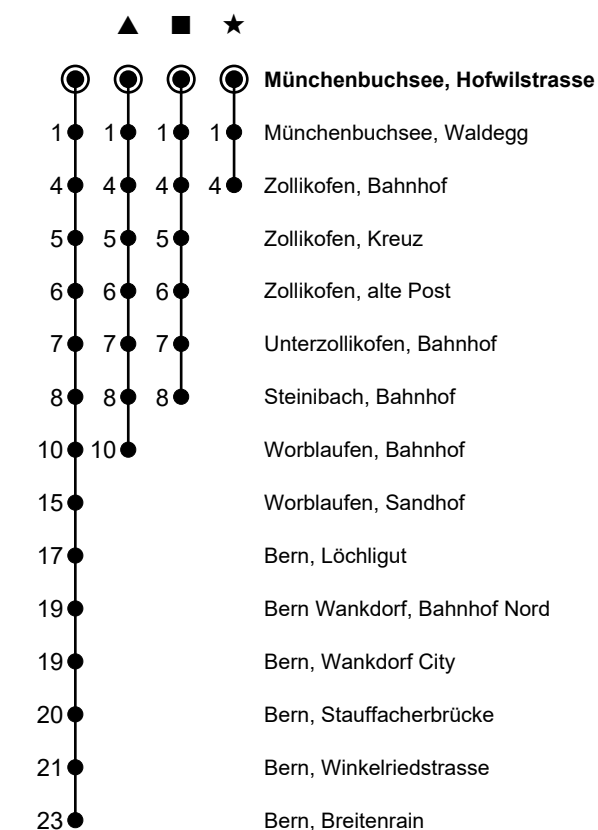 ▲ ■ ★
Münchenbuchsee, Hofwilstrasse
1 1 1 1 Münchenbuchsee, Waldegg
4 4 4 4 Zollikofen, Bahnhof
5 5 5 Zollikofen, Kreuz
6 6 6 Zollikofen, alte Post
7 7 7 Unterzollikofen, Bahnhof
8 8 8 Steinibach, Bahnhof
10 10 Worblaufen, Bahnhof
15 Worblaufen, Sandhof
17 Bern, Löchligut
19 Bern Wankdorf, Bahnhof Nord
19 Bern, Wankdorf City
20 Bern, Stauffacherbrücke
21 Bern, Winkelriedstrasse
23 Bern, Breitenrain